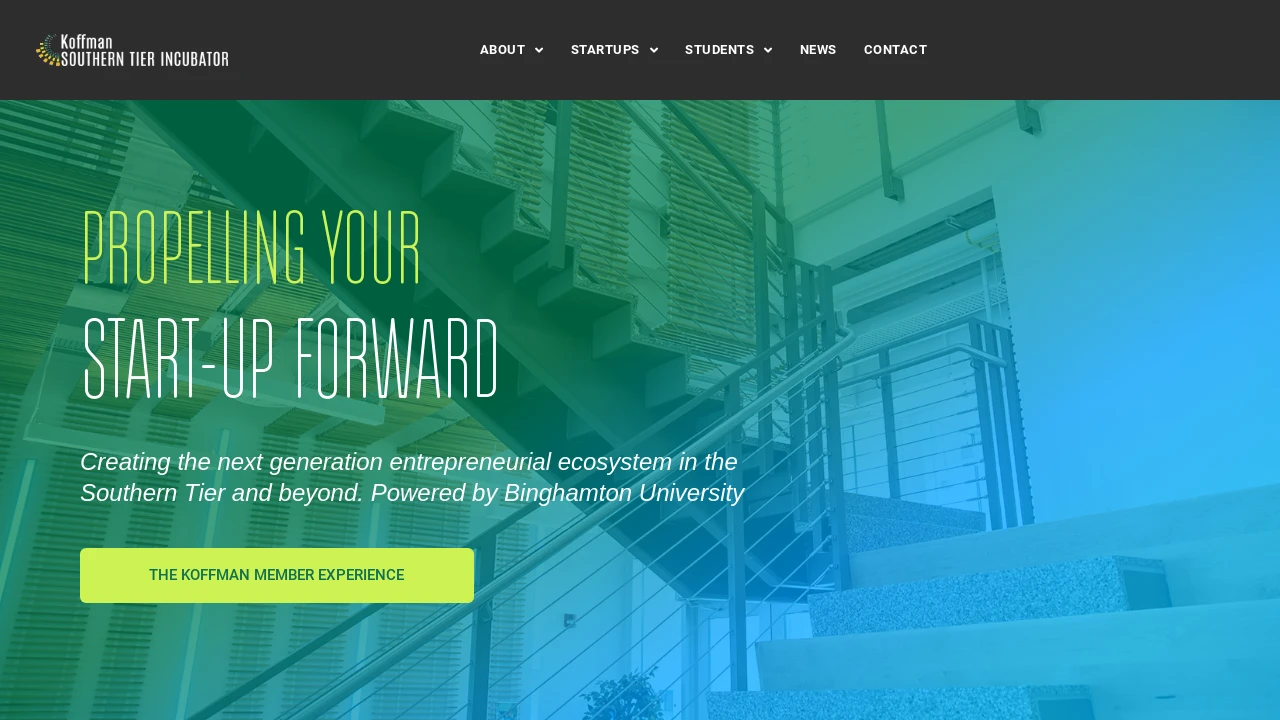 Koffman
SOUTHERN TIER INCUBATOR
ABOUT
STARTUPS
STUDENTS
NEWS
CONTACT
PROPELLING YOUR
START-UP FORWARD
Creating the next generation entrepreneurial ecosystem in the
Southern Tier and beyond. Powered by Binghamton University
THE KOFFMAN MEMBER EXPERIENCE